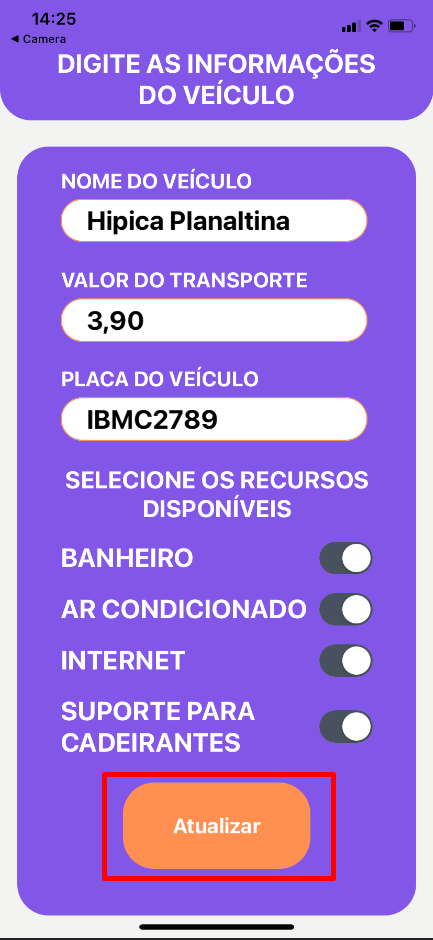 14:25
◀ Camera
DIGITE AS INFORMAÇÕES
DO VEÍCULO
NOME DO VEÍCULO
Hipica Planaltina
VALOR DO TRANSPORTE
3,90
PLACA DO VEÍCULO
IBMC2789
SELECIONE OS RECURSOS
DISPONÍVEIS
BANHEIRO
AR CONDICIONADO
INTERNET
SUPORTE PARA
CADEIRANTES
Atualizar